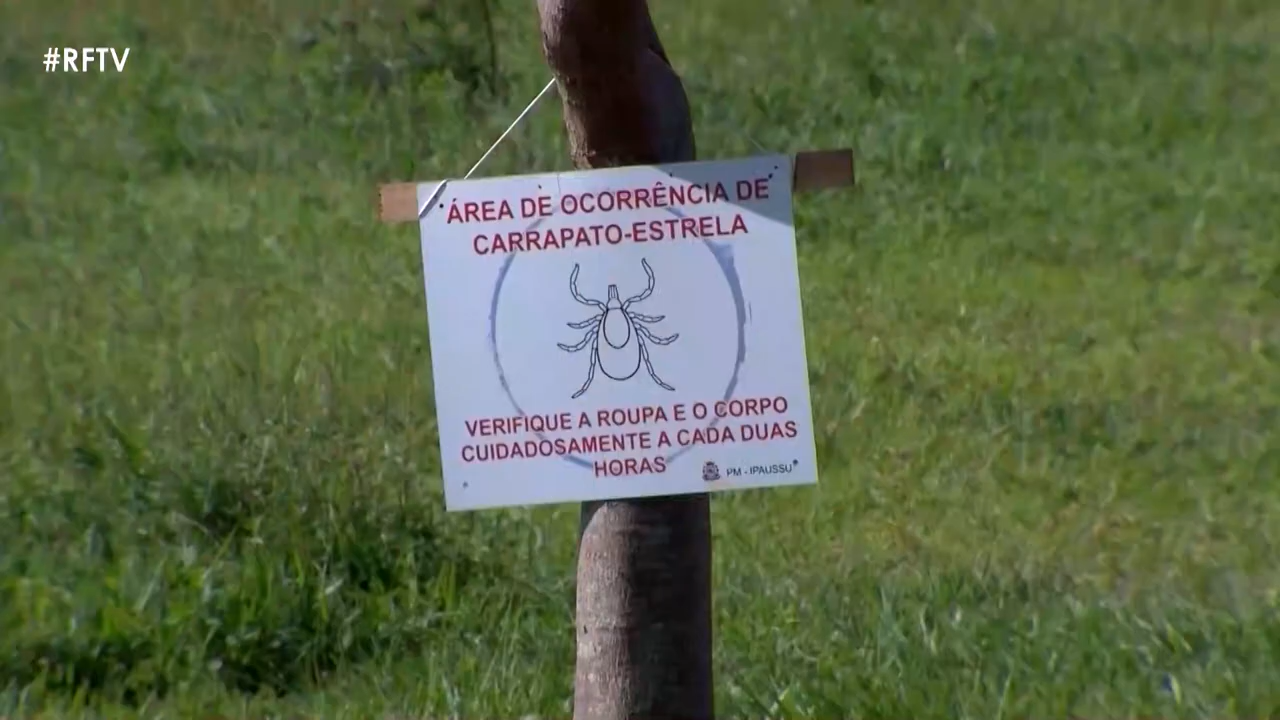 #RFTV
ÁREA DE OCORRÊNCIA DE
CARRAPATO-ESTRELA
VERIFIQUE A ROUPA E O CORPO
CUIDADOSAMENTE A CADA DUAS
HORAS
PM - IPAUSSU